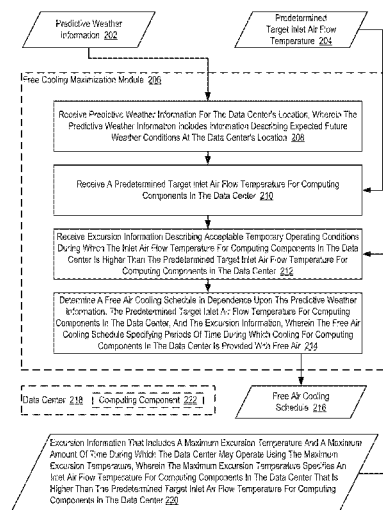 Predictive Weather
Information 202
Predetermined
Target Inlet Air Flow
Temperature 204
Free Cooling Maximization Module 206
Receive Predictive Weather Information For The Data Center's Location, Wherein The
Predictive Weather Information Includes Information Describing Expected Future
Weather Conditions At The Data Center's Location 208
Receive A Predetermined Target Inlet Air Flow Temperature For Computing
Components In The Data Center 210
Receive Excursion Information Describing Acceptable Temporary Operating Conditions
During Which The Inlet Air Flow Temperature For Computing Components In The Data
Center Is Higher Than The Predetermined Target Inlet Air Flow Temperature For
Computing Components In The Data Center 212
Determine A Free Air Cooling Schedule in Dependence Upon The Predictive Weather
Information, The Predetermined Target Inlet Air Flow Temperature For Computing
Components In The Data Center, And The Excursion Information, Wherein The Free Air
Cooling Schedule Specifying Periods Of Time During Which Cooling For Computing
Components In The Data Center Is Provided With Free Air 214
Data Center 218
Computing Component 222
Free Air Cooling
Schedule 216
Excursion Information That Includes A Maximum Excursion Temperature And A Maximum
Amount Of Time During Which The Data Center May Operate Using The Maximum
Excursion Temperature, Wherein The Maximum Excursion Temperature Specifies An
Inlet Air Flow Temperature For Computing Components In The Data Center That Is
Higher Than The Predetermined Target Inlet Air Flow Temperature For Computing
Components In The Data Center 220